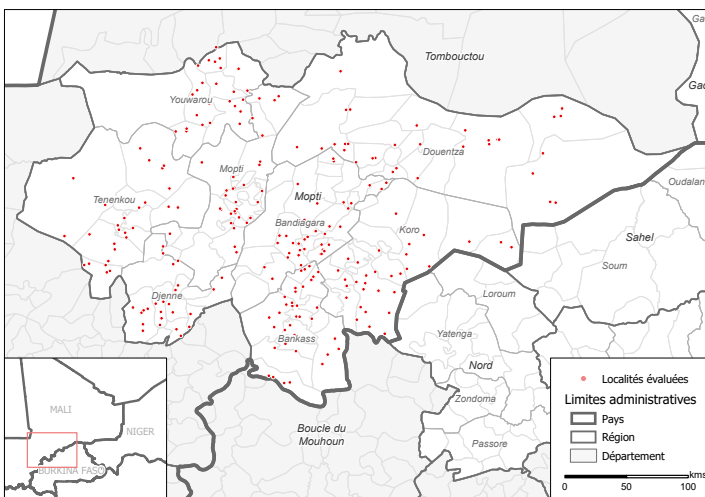 Ga
Tombouctou
Gao
Youwarou
Douentza
Mopti
Oudalan
Tenenkou
Mopti
Bandiagara
Koro
Sahel
Soum
Djenne
Loroum
Yatenga
Bankass
Nord
Zondoma
Boucle du
Mouhoun
Passore
MALI
NIGER
BURKINA FASO
Localités évaluées
Limites administratives
Pays
Région
Département
kms
0 50 100